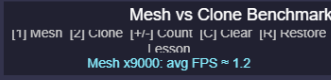 Mesh vs Clone Benchmark
[1] Mesh [2] Clone [+/-] Count [C] Clear [R] Restore
Lesson
Mesh x9000: avg FPS ≈ 1.2